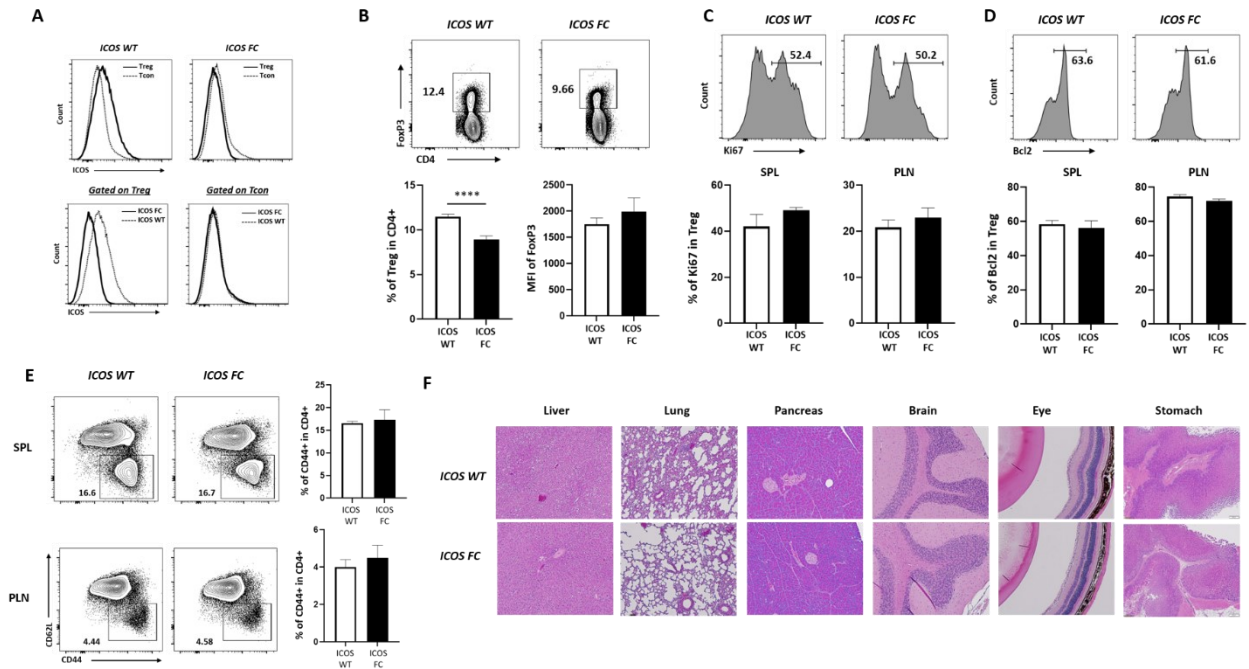 A
ICOS WT
ICOS FC
Treg
Tcon
Treg
Tcon
Count
ICOS
Gated on Treg
Gated on Tcon
ICOS FC
ICOS WT
ICOS FC
ICOS WT
Count
ICOS
B
ICOS WT
ICOS FC
FoxP3
12.4
9.66
CD4
% of Treg in CD4+
15
10
5
0
****
ICOS WT
ICOS FC
MFI of FoxP3
2500
2000
1500
1000
500
0
ICOS WT
ICOS FC
C
ICOS WT
ICOS FC
Count
52.4
50.2
Ki67
SPL
PLN
% of Ki67 in Treg
60
40
20
0
ICOS WT
ICOS FC
40
30
20
10
0
ICOS WT
ICOS FC
D
ICOS WT
ICOS FC
Count
63.6
61.6
Bcl2
SPL
PLN
% of Bcl2 in Treg
100
80
60
40
20
0
ICOS WT
ICOS FC
80
60
40
20
0
ICOS WT
ICOS FC
E
ICOS WT
ICOS FC
SPL
16.6
16.7
% of CD44+ in CD4+
25
20
15
10
5
0
ICOS WT
ICOS FC
PLN
CD62L
4.44
4.58
CD44
% of CD44+ in CD4+
6
4
2
0
ICOS WT
ICOS FC
F
Liver
Lung
Pancreas
Brain
Eye
Stomach
ICOS WT
ICOS FC